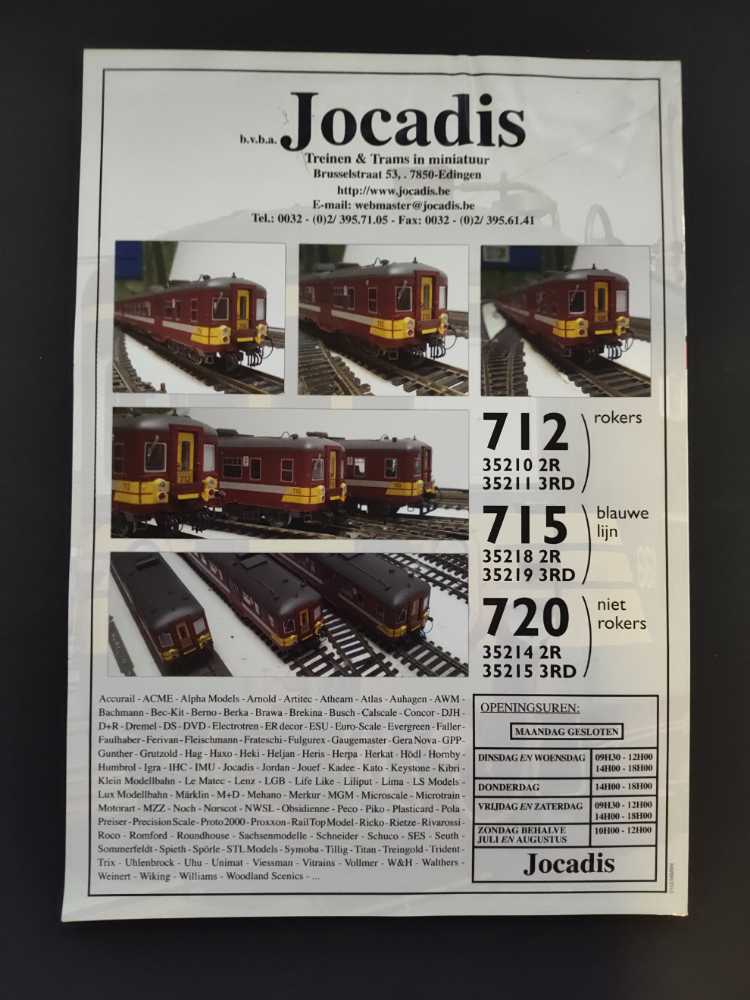 b.v.b.a. Jocadis
Treinen & Trams in miniatuur
Brusselstraat 53, . 7850-Edingen
http://www.jocadis.be
E-mail: webmaster@jocadis.be
Tel.: 0032 - (0)2/ 395.71.05 - Fax: 0032 - (0)2/ 395.61.41
712 rokers
35210 2R
35211 3RD
715 blauwe
lijn
35218 2R
35219 3RD
720 niet
rokers
35214 2R
35215 3RD
Accurail - ACME - Alpha Models - Arnold - Artitec - Athearn - Atlas - Auhagen - AWM -
Bachmann - Bec-Kit - Berno - Berka - Brawa - Brekina - Busch - Calscale - Concor - DJH -
D+R - Dremel - DS - DVD - Electrotren - ER decor - ESU - Euro-Scale - Evergreen - Faller-
Faulhaber - Ferivan - Fleischmann - Frateschi - Fulgurex - Gaugemaster - Gera Nova - GPP-
Gunther - Grutzold - Hag - Haxo - Heki - Heljan - Heris - Herpa - Herkat - Hödl - Hornby -
Humbrol - Igra - IHC - IMU - Jocadis - Jordan - Jouef - Kadee - Kato - Keystone - Kibri -
Klein Modellbahn - Le Matec - Lenz - LGB - Life Like - Liliput - Lima - LS Models -
Lux Modellbahn - Märklin - M+D - Mehano - Merkur - MGM - Microscale - Microtrain -
Motorart - MZZ - Noch - Norscot - NWSL - Obsidienne - Peco - Piko - Plasticard - Pola -
Preiser - Precision Scale - Proto 2000 - Proxxon - Rail Top Model - Ricko - Rietze - Rivarossi
Roco - Romford - Roundhouse - Sachsenmodelle - Schneider - Schuco - SES - Seuth -
Sommerfeldt - Spieth - Spörle - STL Models - Symoba - Tillig - Titan - Treingold - Trident -
Trix - Uhlenbrock - Uhu - Unimat - Viessman - Vitrains - Vollmer - W&H - Walthers -
Weinert - Wiking - Williams - Woodland Scenics - ...
OPENINGSUREN:
MAANDAG GESLOTEN
DINSDAG EN WOENSDAG 09H30 - 12H00
14H00 - 18H00
DONDERDAG 14H00 - 18H00
VRIJDAG EN ZATERDAG 09H30 - 12H00
14H00 - 18H00
ZONDAG BEHALVE 10H00 - 12H00
JULI EN AUGUSTUS
Jocadis